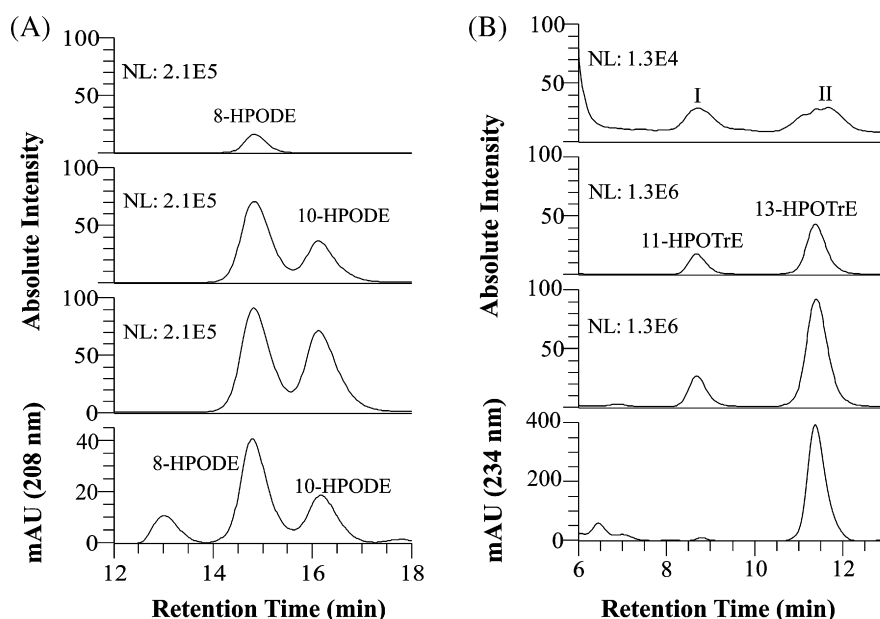 (A)
Absolute Intensity
mAU (208 nm)
100
50
0
NL: 2.1E5
8-HPODE
100
50
0
NL: 2.1E5
10-HPODE
100
50
0
NL: 2.1E5
40
20
0
8-HPODE
10-HPODE
12
14
16
18
Retention Time (min)
(B)
Absolute Intensity
mAU (234 nm)
100
50
NL: 1.3E4
I
II
100
50
NL: 1.3E6
11-HPOTrE
13-HPOTrE
100
50
NL: 1.3E6
400
200
0
6
8
10
12
Retention Time (min)